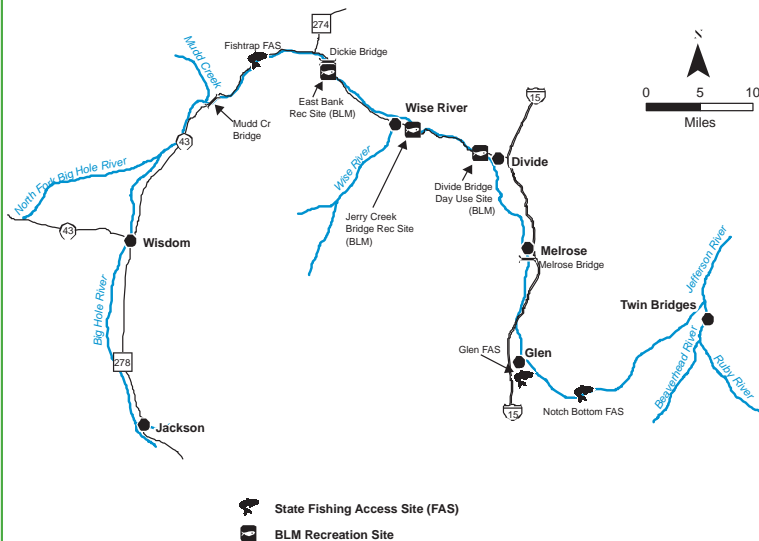 274
Fishtrap FAS
Dickie Bridge
N
Mudd Creek
15
0 5 10
Miles
East Bank
Rec Site (BLM)
Wise River
Mudd Cr
Bridge
43
Divide
North Fork Big Hole River
Wise River
Divide Bridge
Day Use Site
(BLM)
Jerry Creek
Bridge Rec Site
(BLM)
43
Wisdom
Melrose
Melrose Bridge
Jefferson River
Big Hole River
Twin Bridges
Glen FAS
Glen
278
Beaverhead River
Ruby River
15
Notch Bottom FAS
Jackson
State Fishing Access Site (FAS)
BLM Recreation Site